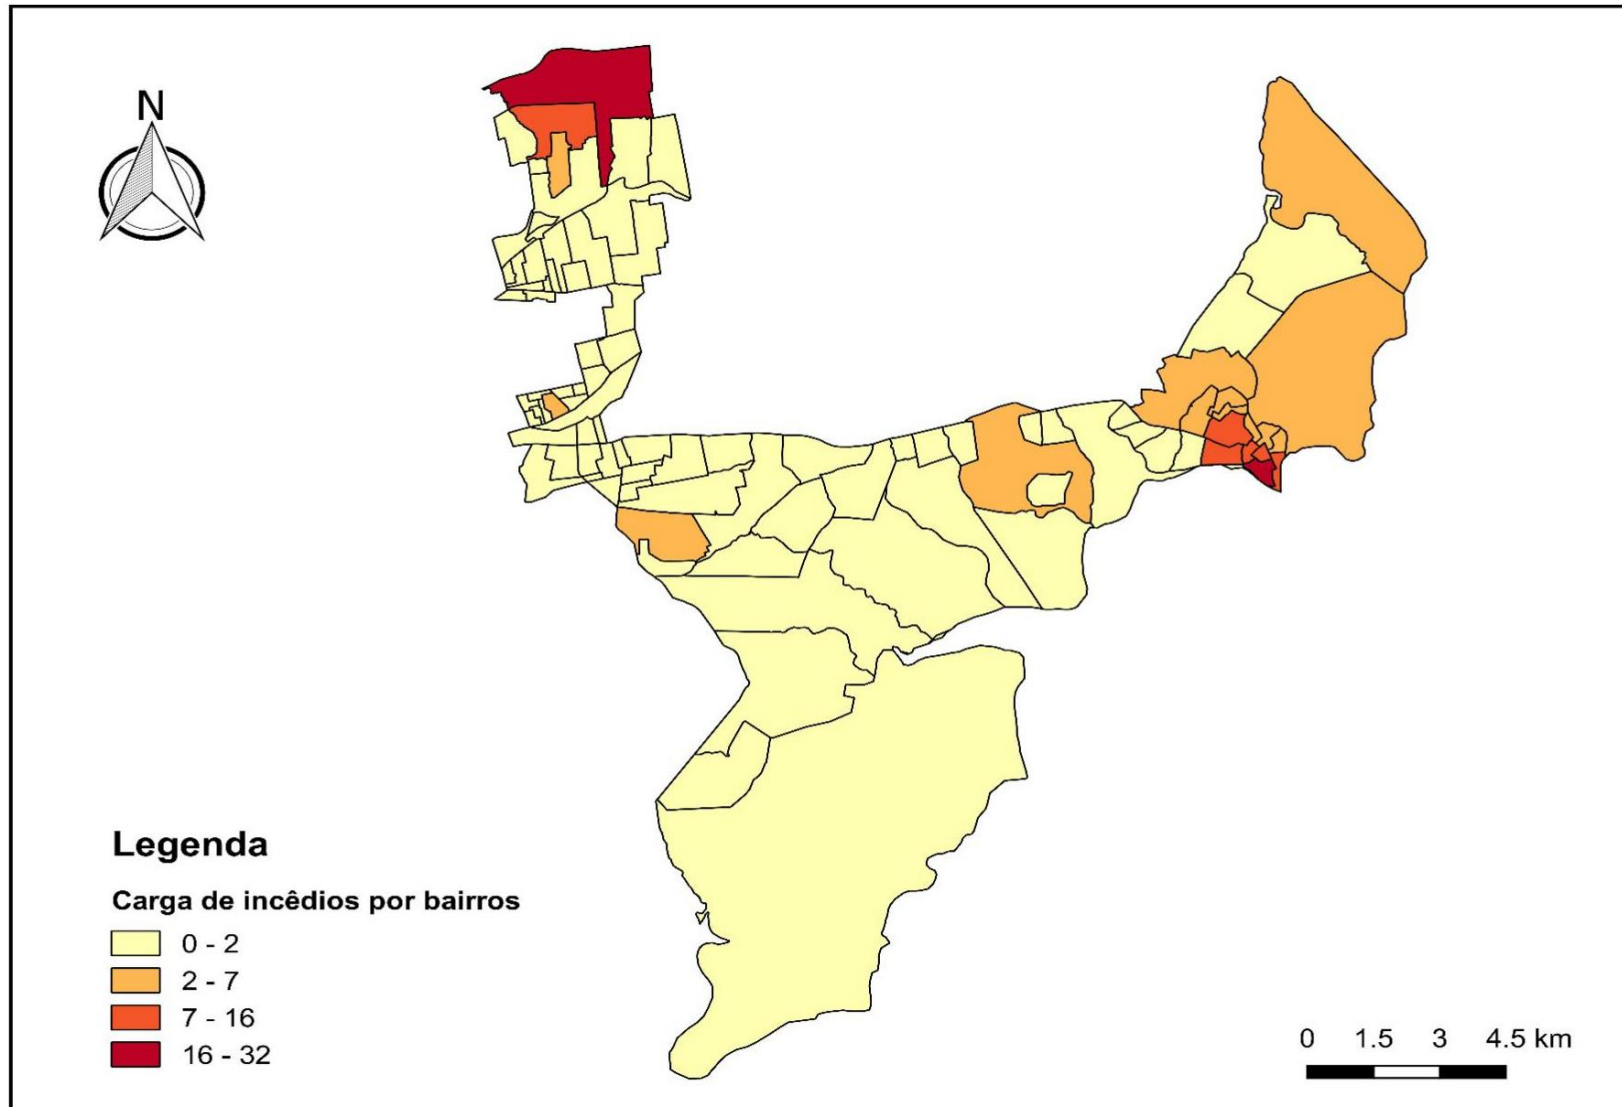 N
Legenda
Carga de incêdios por bairros
0 - 2
2 - 7
7 - 16
16 - 32
0 1.5 3 4.5 km